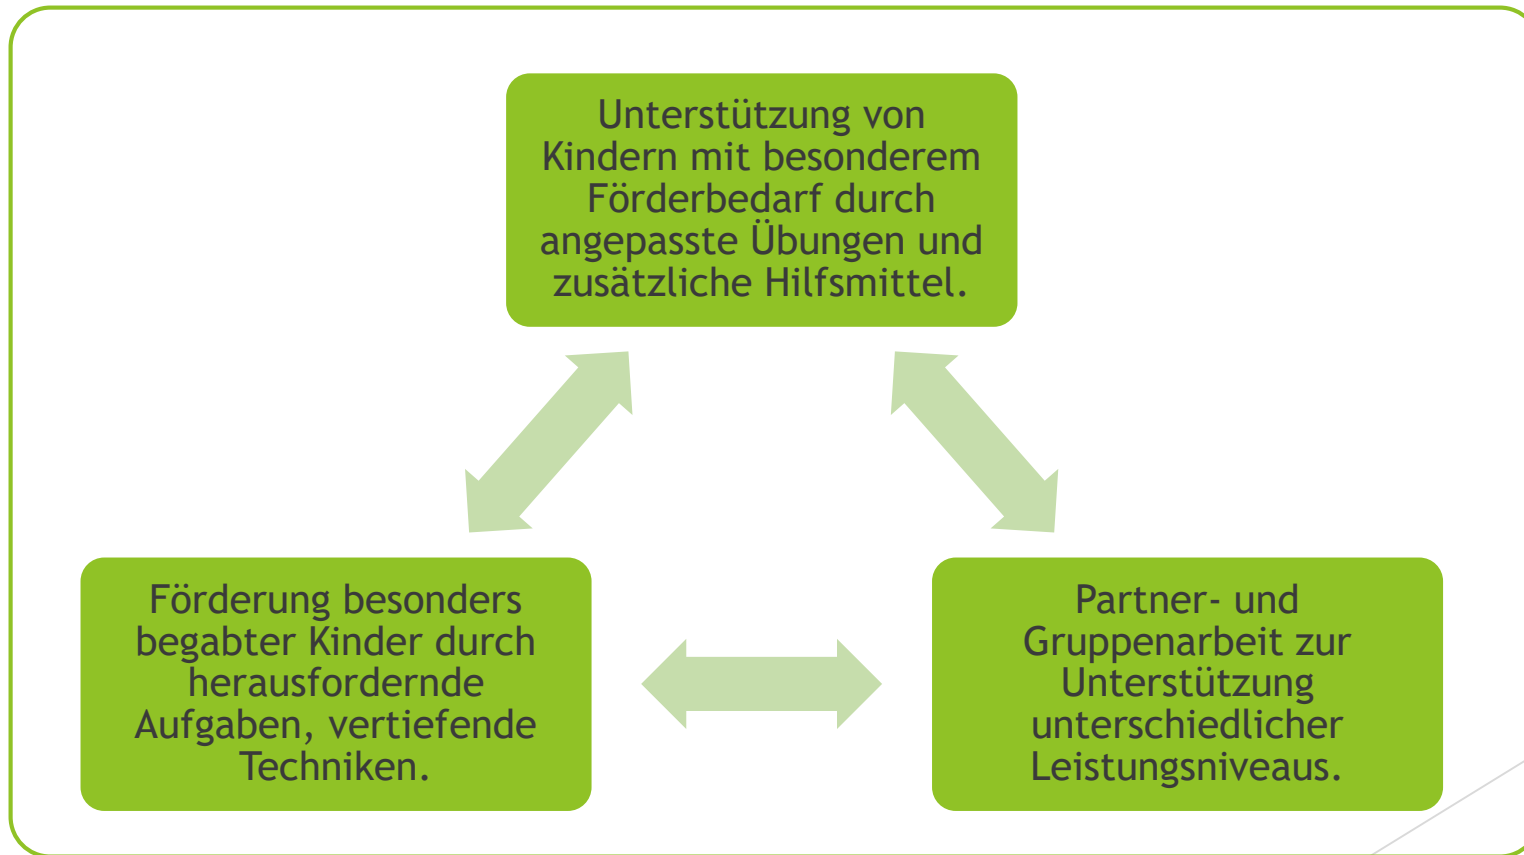 Unterstützung von
Kindern mit besonderem
Förderbedarf durch
angepasste Übungen und
zusätzliche Hilfsmittel.
Förderung besonders
begabter Kinder durch
herausfordernde
Aufgaben, vertiefende
Techniken.
Partner- und
Gruppenarbeit zur
Unterstützung
unterschiedlicher
Leistungsniveaus.